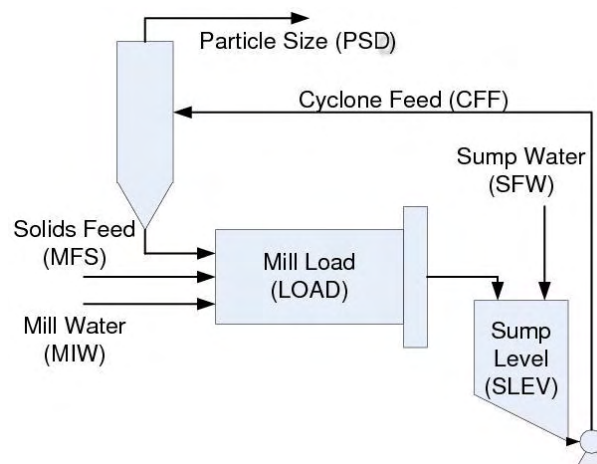 Particle Size (PSD)
Cyclone Feed (CFF)
Sump Water
(SFW)
Solids Feed
(MFS)
Mill Load
(LOAD)
Mill Water
(MIW)
Sump
Level
(SLEV)